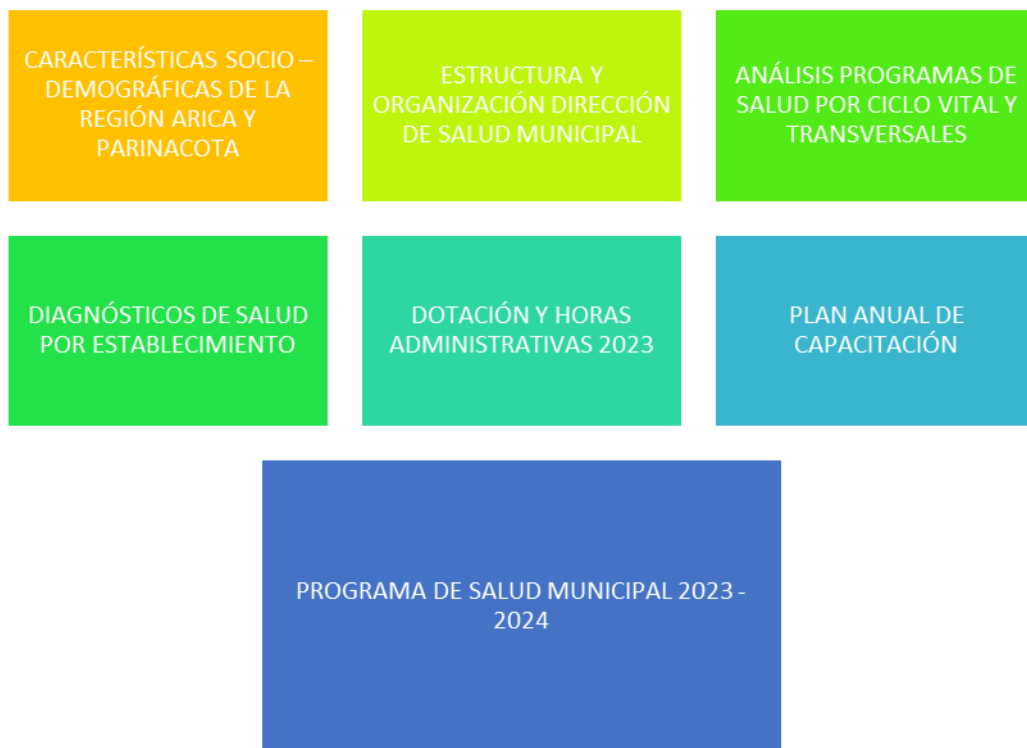 CARACTERÍSTICAS SOCIO –
DEMOGRÁFICAS DE LA
REGIÓN ARICA Y
PARINACOTA
ESTRUCTURA Y
ORGANIZACIÓN DIRECCIÓN
DE SALUD MUNICIPAL
ANÁLISIS PROGRAMAS DE
SALUD POR CICLO VITAL Y
TRANSVERSALES
DIAGNÓSTICOS DE SALUD
POR ESTABLECIMIENTO
DOTACIÓN Y HORAS
ADMINISTRATIVAS 2023
PLAN ANUAL DE
CAPACITACIÓN
PROGRAMA DE SALUD MUNICIPAL 2023 -
2024